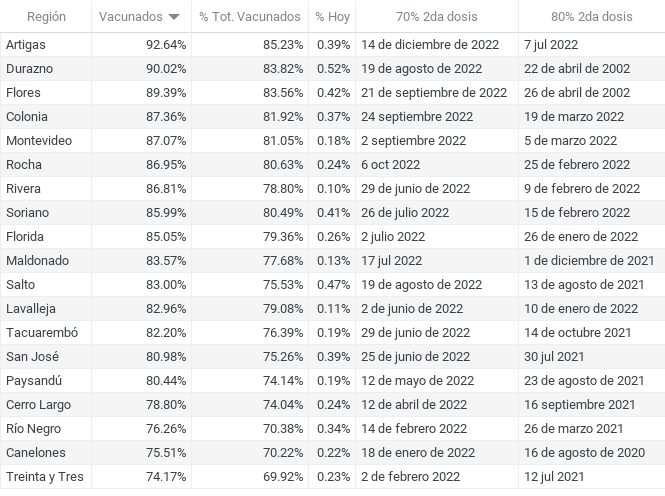 Región Vacunados % Tot. Vacunados % Hoy 70% 2da dosis 80% 2da dosis
Artigas 92.64% 85.23% 0.39% 14 de diciembre de 2022 7 jul 2022
Durazno 90.02% 83.82% 0.52% 19 de agosto de 2022 22 de abril de 2002
Flores 89.39% 83.56% 0.42% 21 de septiembre de 2022 26 de abril de 2002
Colonia 87.36% 81.92% 0.37% 24 septiembre 2022 19 de marzo de 2022
Montevideo 87.07% 81.05% 0.18% 2 septiembre 2022 5 de marzo 2022
Rocha 86.95% 80.63% 0.24% 6 oct 2022 25 de febrero 2022
Rivera 86.81% 78.80% 0.10% 29 de junio de 2022 9 de febrero de 2022
Soriano 85.99% 80.49% 0.41% 26 de julio 2022 15 de febrero 2022
Florida 85.05% 79.36% 0.26% 2 julio 2022 26 de enero de 2022
Maldonado 83.57% 77.68% 0.13% 17 jul 2022 1 de diciembre de 2021
Salto 83.00% 75.53% 0.47% 19 de agosto de 2022 13 de agosto de 2021
Lavalleja 82.96% 79.08% 0.11% 2 de junio de 2022 10 de enero de 2022
Tacuarembó 82.20% 76.39% 0.19% 29 de junio de 2022 14 de octubre 2021
San José 80.98% 75.26% 0.39% 25 de junio de 2022 30 jul 2021
Paysandú 80.44% 74.14% 0.19% 12 de mayo de 2022 23 de agosto de 2021
Cerro Largo 78.80% 74.04% 0.24% 12 de abril de 2022 16 septiembre 2021
Río Negro 76.26% 70.38% 0.34% 14 de febrero 2022 26 de marzo 2021
Canelones 75.51% 70.22% 0.22% 18 de enero de 2022 16 de agosto de 2020
Treinta y Tres 74.17% 69.92% 0.23% 2 de febrero 2022 12 jul 2021